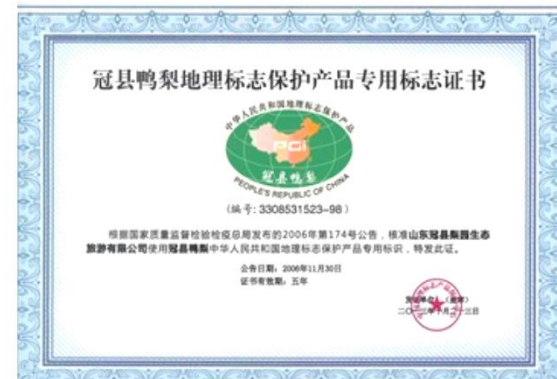 冠县鸭梨地理标志保护产品专用标志证书
中华人民共和国地理标志保护产品
PGI
冠县鸭梨
PEOPLE'S REPUBLIC OF CHINA
(编号: 3308531523-98)
根据国家质量监督检验检疫总局发布的2006年第174号公告，核准山东冠县梨园生态
旅游有限公司使用冠县鸭梨中华人民共和国地理标志保护产品专用标识，特发此证。
公告日期：2006年11月30日
证书有效期：五年